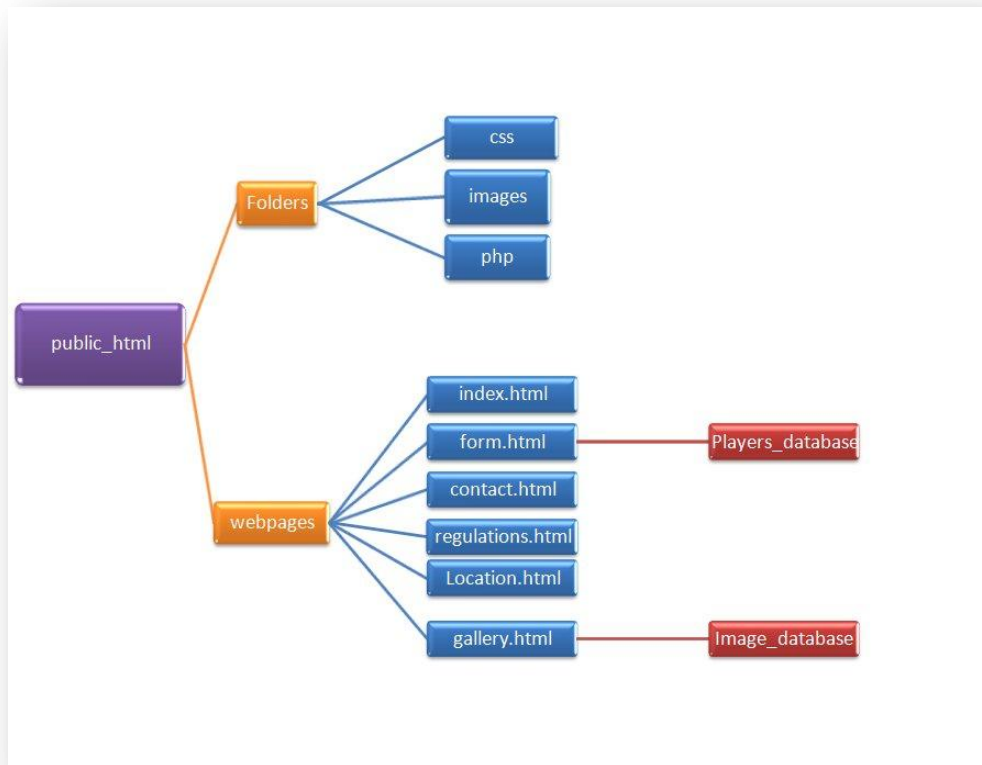 css
Folders
images
php
public_html
index.html
form.html
Players_database
contact.html
webpages
regulations.html
Location.html
gallery.html
Image_database